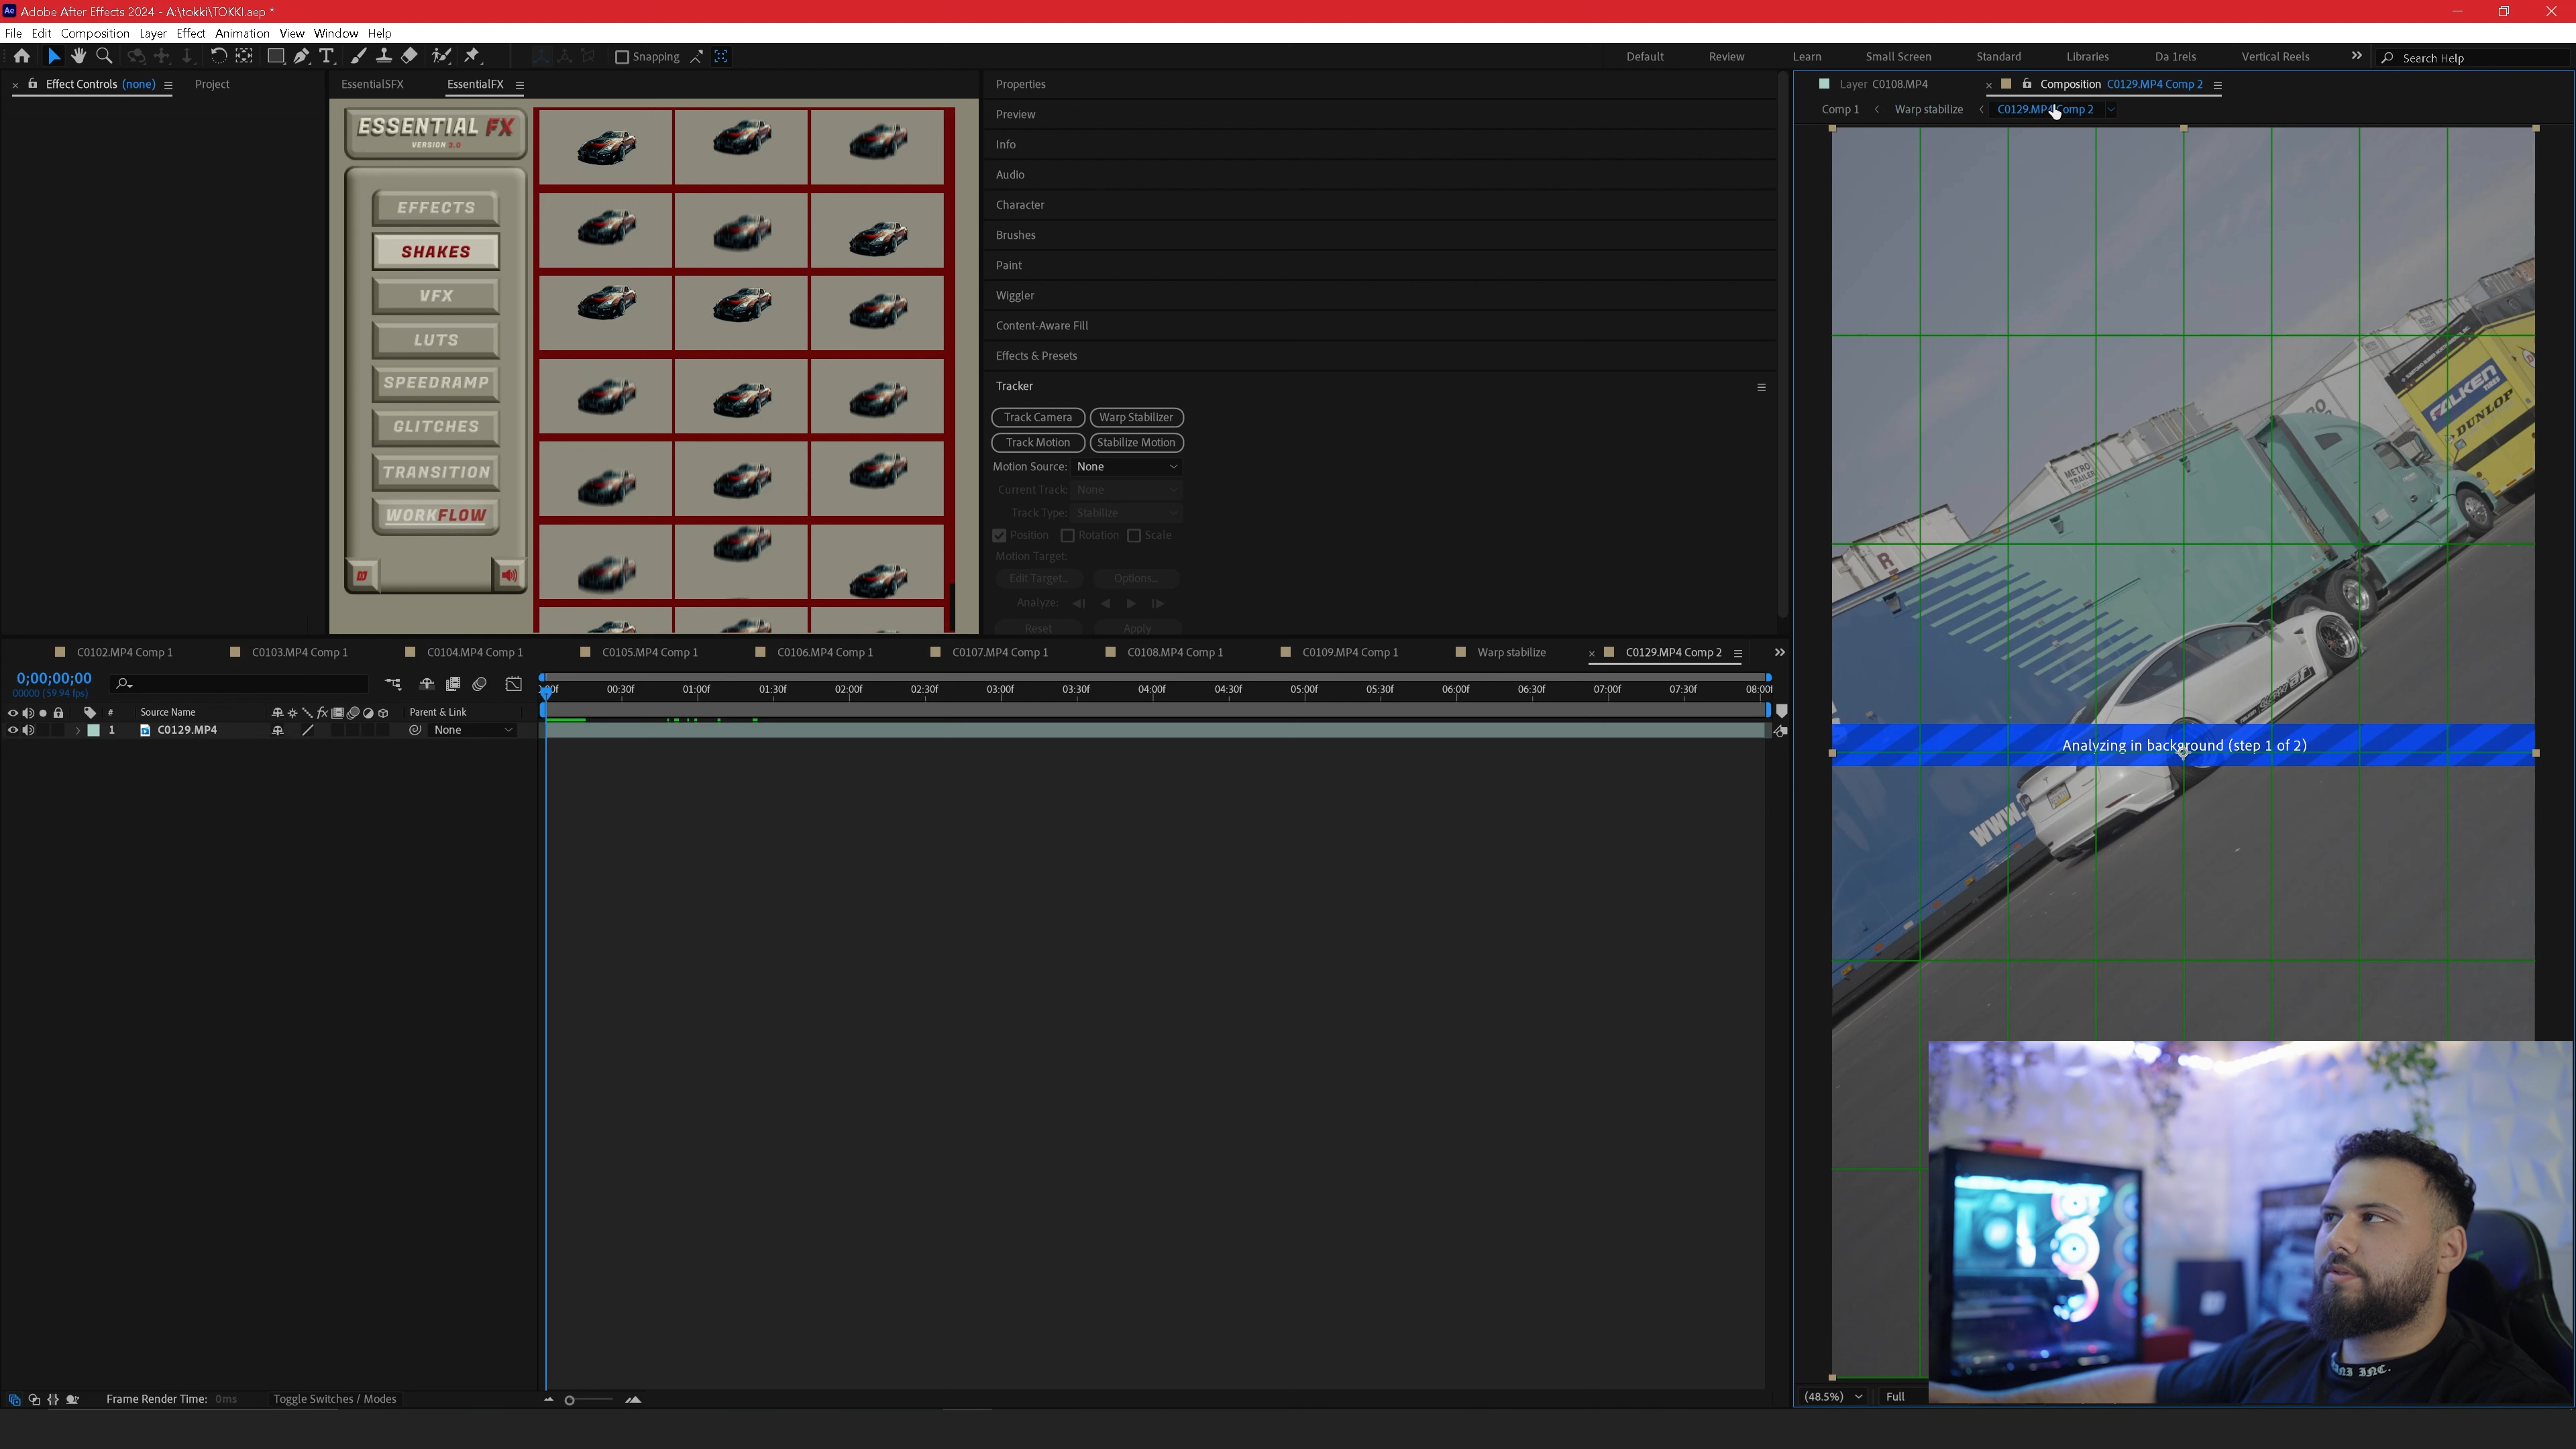 Adobe After Effects 2024 - A:\tokki\TOKKI.aep *
File Edit Composition Layer Effect Animation View Window Help
Snapping
Default Review Learn Small Screen Standard Libraries Da 1rels Vertical Reels Search Help
Effect Controls (none) Project
EssentialSFX EssentialFX
ESSENTIAL FX
VERSION 3.0
EFFECTS
SHAKES
VFX
LUTS
SPEEDRAMP
GLITCHES
TRANSITION
WORKFLOW
Properties
Preview
Info
Audio
Character
Brushes
Paint
Wiggler
Content-Aware Fill
Effects & Presets
Tracker
Track Camera Warp Stabilizer
Track Motion Stabilize Motion
Motion Source: None
Current Track: None
Track Type: Stabilize
Position Rotation Scale
Motion Target:
Edit Target... Options...
Analyze:
Reset Apply
Layer C0108.MP4 Composition C0129.MP4 Comp 2
Comp 1 Warp stabilize C0129.MP4 Comp 2
FALKEN
TIRES
DUNLOP
METRO
TRAILER
R.
WWW.
Analyzing in background (step 1 of 2)
(48.5%) Full
C0102.MP4 Comp 1 C0103.MP4 Comp 1 C0104.MP4 Comp 1 C0105.MP4 Comp 1 C0106.MP4 Comp 1 C0107.MP4 Comp 1 C0108.MP4 Comp 1 C0109.MP4 Comp 1 Warp stabilize C0129.MP4 Comp 2
0;00;00;00
00000 (59.94 fps)
00:30f 01:00f 01:30f 02:00f 02:30f 03:00f 03:30f 04:00f 04:30f 05:00f 05:30f 06:00f 06:30f 07:00f 07:30f 08:00f
# Source Name fx Parent & Link
1 C0129.MP4 None
Frame Render Time: 0ms Toggle Switches / Modes